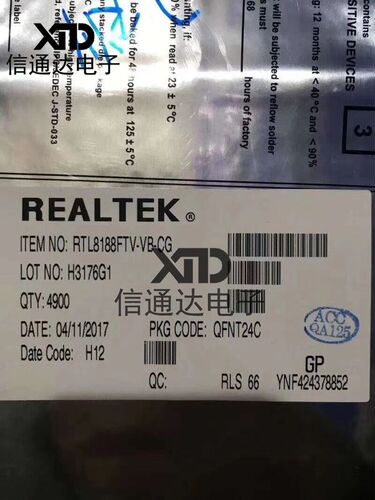 contains
SITIVE DEVICES
12 months at < 40°C and < 90%
3
will be subjected to reflow solder
hours of factory
% when read at 23 ± 5°C
be baked for 48 hours at 125 ± 5°C
EDEC J-STD-033
XTD
信通达电子
REALTEK®
ITEM NO: RTL8188FTV-VB-CG
LOT NO: H3176G1
QTY: 4900
DATE: 04/11/2017
PKG CODE: QFNT24C
Date Code: H12
QC:
RLS 66
GP
YNF424378852
ACC
QA125
XTD
信通达电子